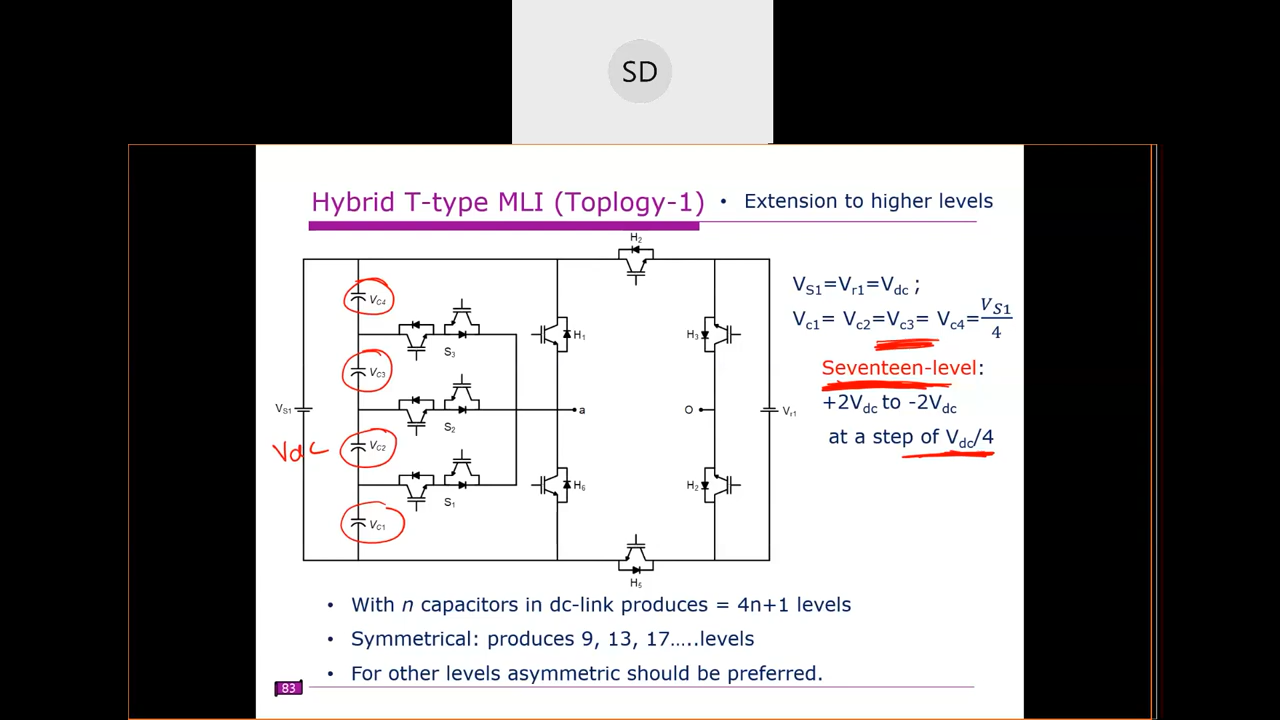 SD
Hybrid T-type MLI (Toplogy-1)
• Extension to higher levels
H2
VC4
S3
H1
H3
VC3
VS1
S2
a
O
Vr1
Vdc
VC2
S1
H6
H2
VC1
H5
VS1=Vr1=Vdc ;
Vc1= Vc2=Vc3= Vc4=VS1/4
Seventeen-level:
+2Vdc to -2Vdc
at a step of Vdc/4
• With n capacitors in dc-link produces = 4n+1 levels
• Symmetrical: produces 9, 13, 17…..levels
• For other levels asymmetric should be preferred.
83